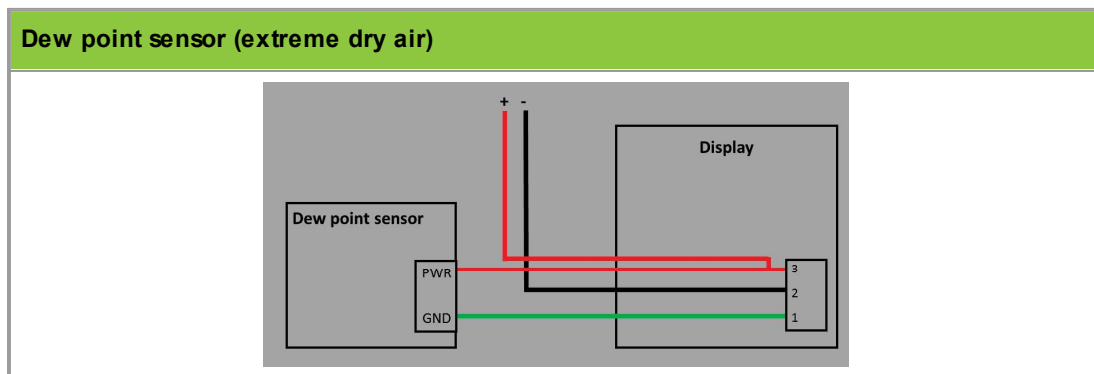 Dew point sensor (extreme dry air)
+ -
Display
Dew point sensor
PWR
GND
3
2
1